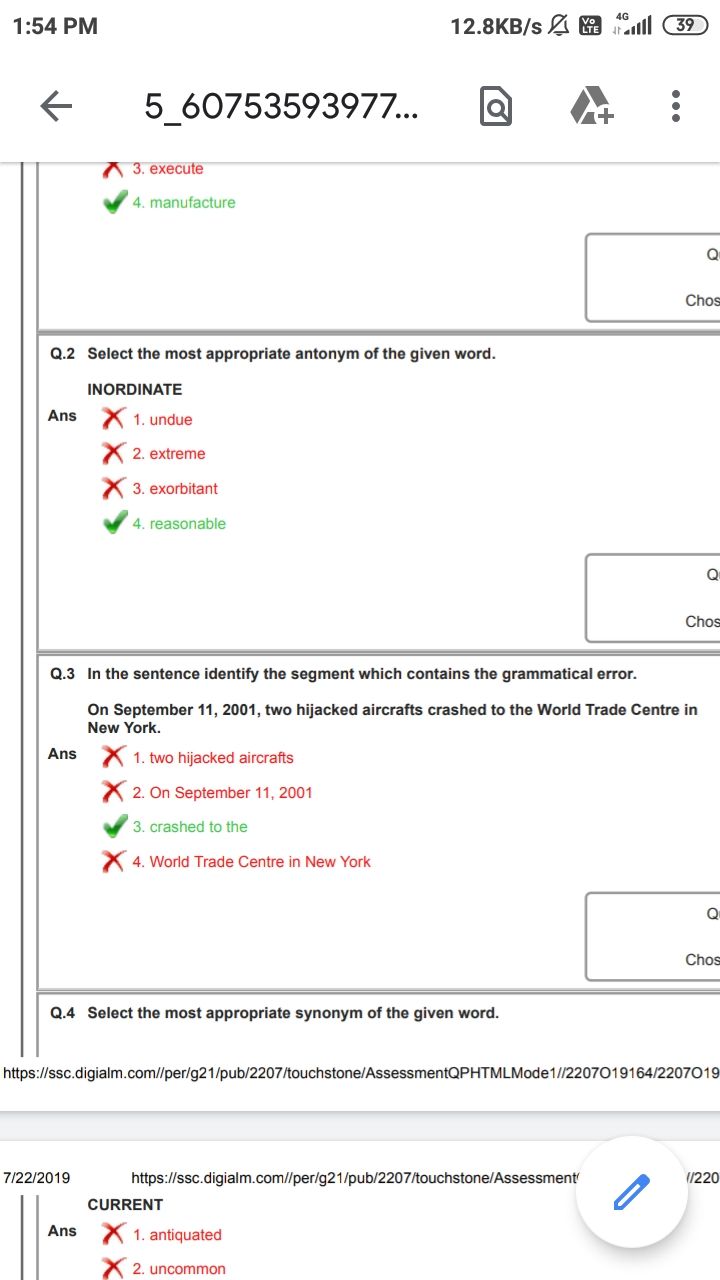 1:54 PM 12.8KB/s Vo LTE 4G 39
5_60753593977...
3. execute
4. manufacture
Chos
Q.2 Select the most appropriate antonym of the given word.
INORDINATE
Ans 1. undue
2. extreme
3. exorbitant
4. reasonable
Chos
Q.3 In the sentence identify the segment which contains the grammatical error.
On September 11, 2001, two hijacked aircrafts crashed to the World Trade Centre in
New York.
Ans 1. two hijacked aircrafts
2. On September 11, 2001
3. crashed to the
4. World Trade Centre in New York
Chos
Q.4 Select the most appropriate synonym of the given word.
https://ssc.digialm.com//per/g21/pub/2207/touchstone/AssessmentQPHTMLMode1//2207O19164/2207O19
7/22/2019 https://ssc.digialm.com//per/g21/pub/2207/touchstone/Assessment //220
CURRENT
Ans 1. antiquated
2. uncommon